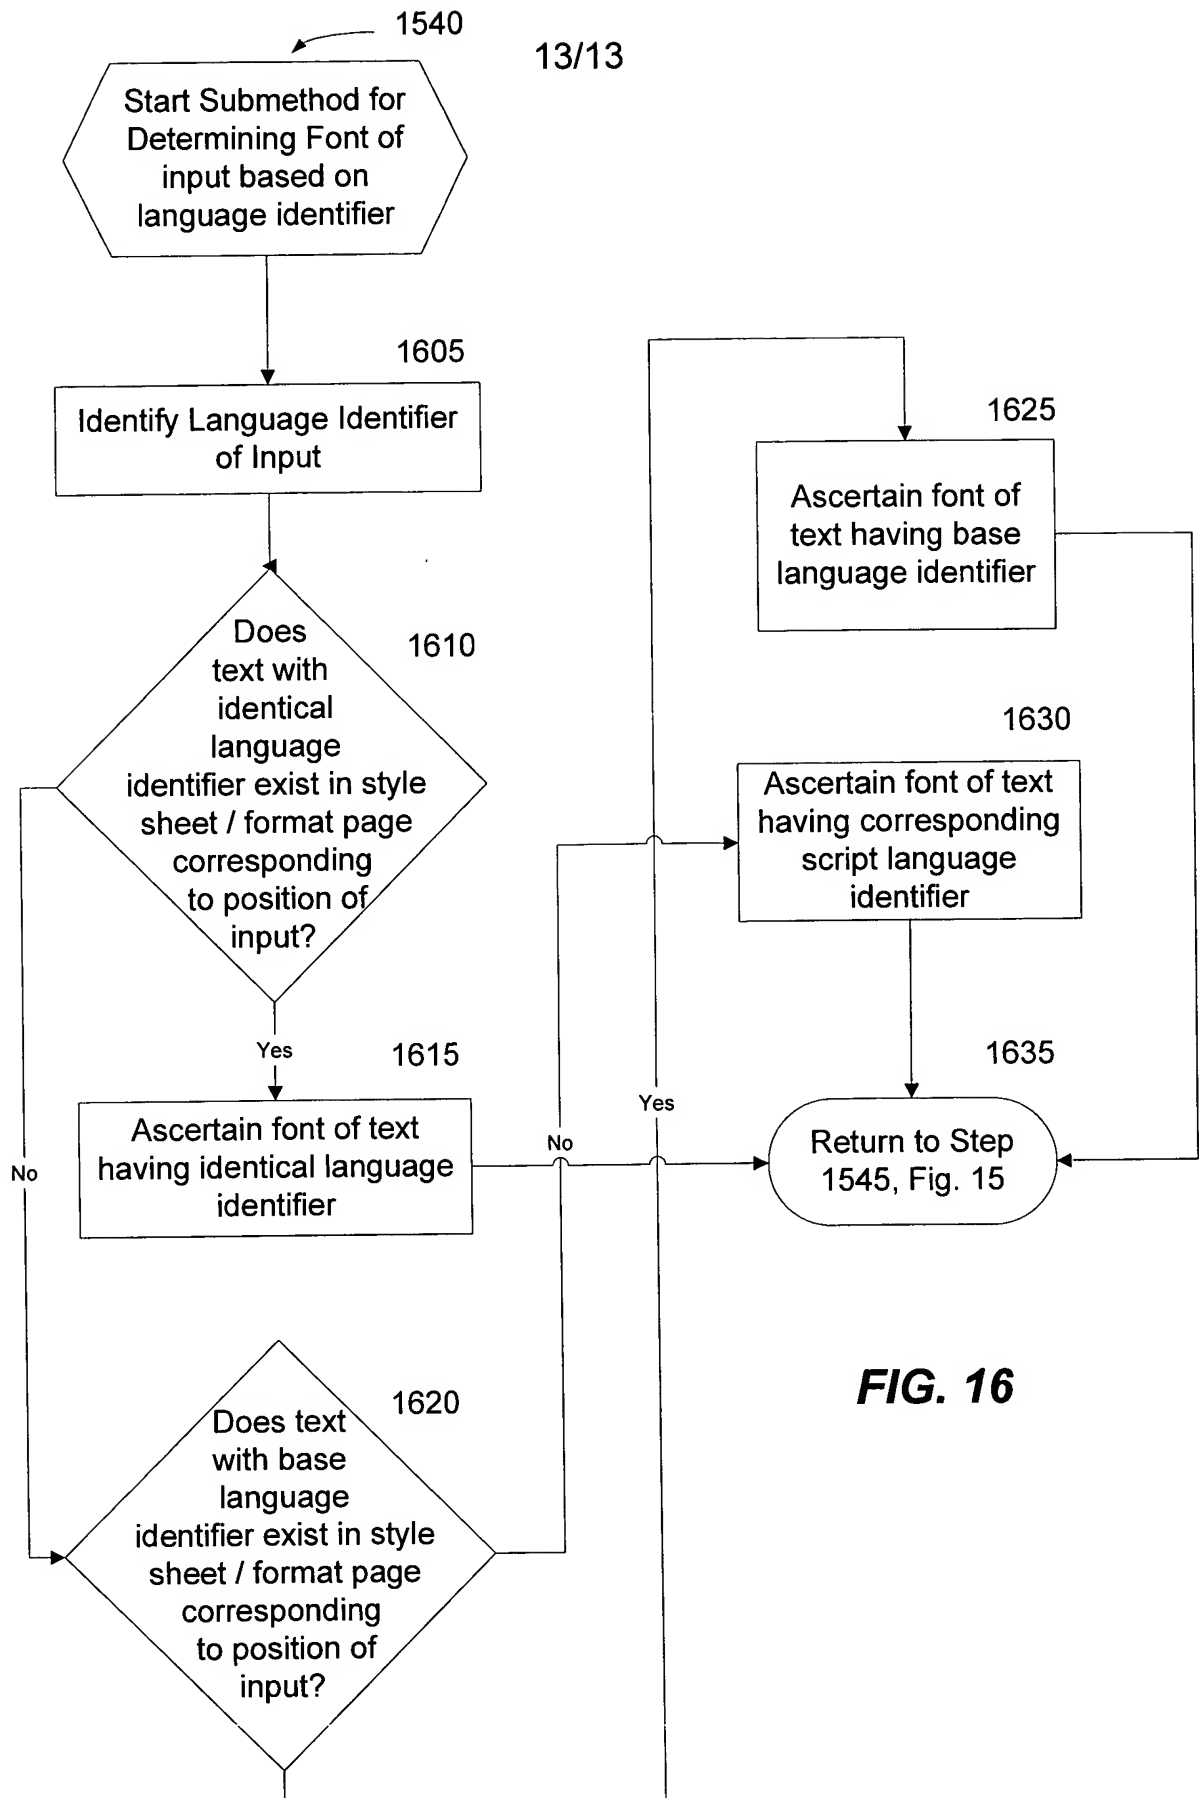 1540
13/13
Start Submethod for
Determining Font of
input based on
language identifier
1605
Identify Language Identifier
of Input
1610
Does
text with
identical
language
identifier exist in style
sheet / format page
corresponding
to position of
input?
Yes
No
1615
Ascertain font of text
having identical language
identifier
1620
Does text
with base
language
identifier exist in style
sheet / format page
corresponding
to position of
input?
No
Yes
1625
Ascertain font of
text having base
language identifier
1630
Ascertain font of text
having corresponding
script language
identifier
1635
Return to Step
1545, Fig. 15
FIG. 16